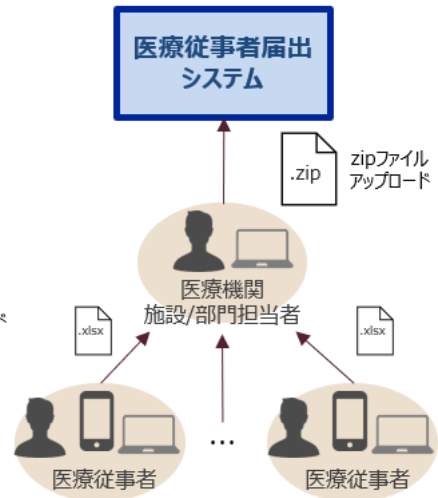 医療従事者届出
システム
.zip
zipファイル
アップロード
医療機関
施設/部門担当者
ド
.xlsx
.xlsx
...
医療従事者
医療従事者